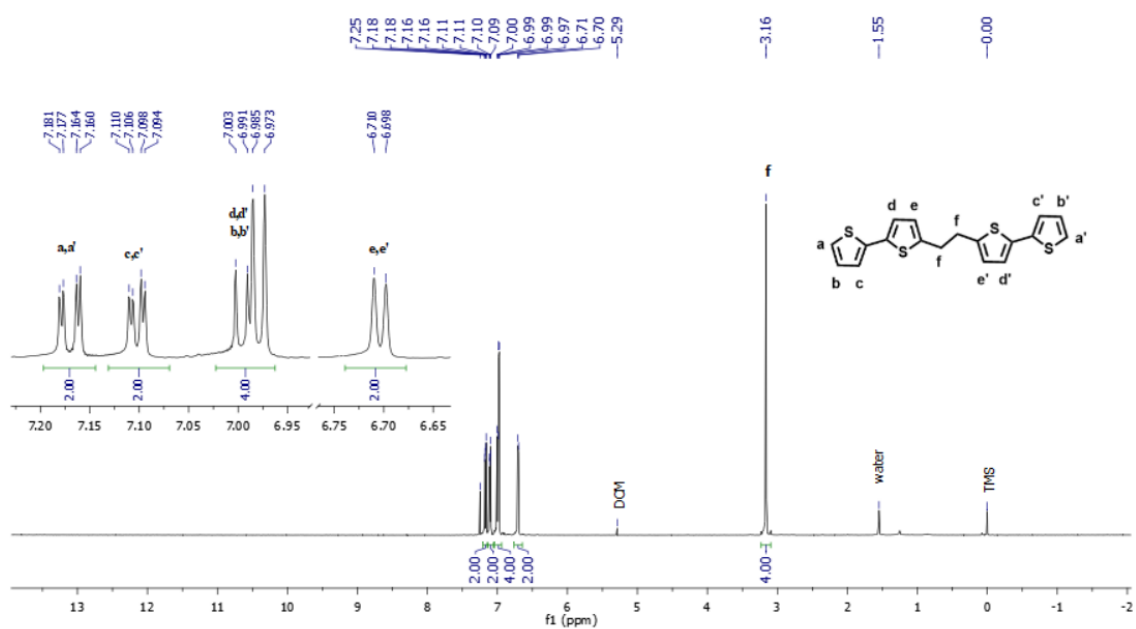 7.25 7.18 7.18 7.16 7.16 7.11 7.11 7.10 7.09 7.00 6.99 6.99 6.97 6.71 6.70 5.29 3.16 1.55 0.00
7.181 7.177 7.164 7.160 7.110 7.106 7.098 7.094 7.003 6.991 6.985 6.973 6.710 6.698
f
a,a' c,c' d,d' e,e'
b,b'
d e f c' b'
a S S S S a'
b c f e' d'
2.00 2.00 4.00 2.00
7.20 7.15 7.10 7.05 7.00 6.95 6.75 6.70 6.65
DCM water TMS
2.00 2.00 4.00 2.00 4.00
13 12 11 10 9 8 7 6 5 4 3 2 1 0 -1 -2
f1 (ppm)